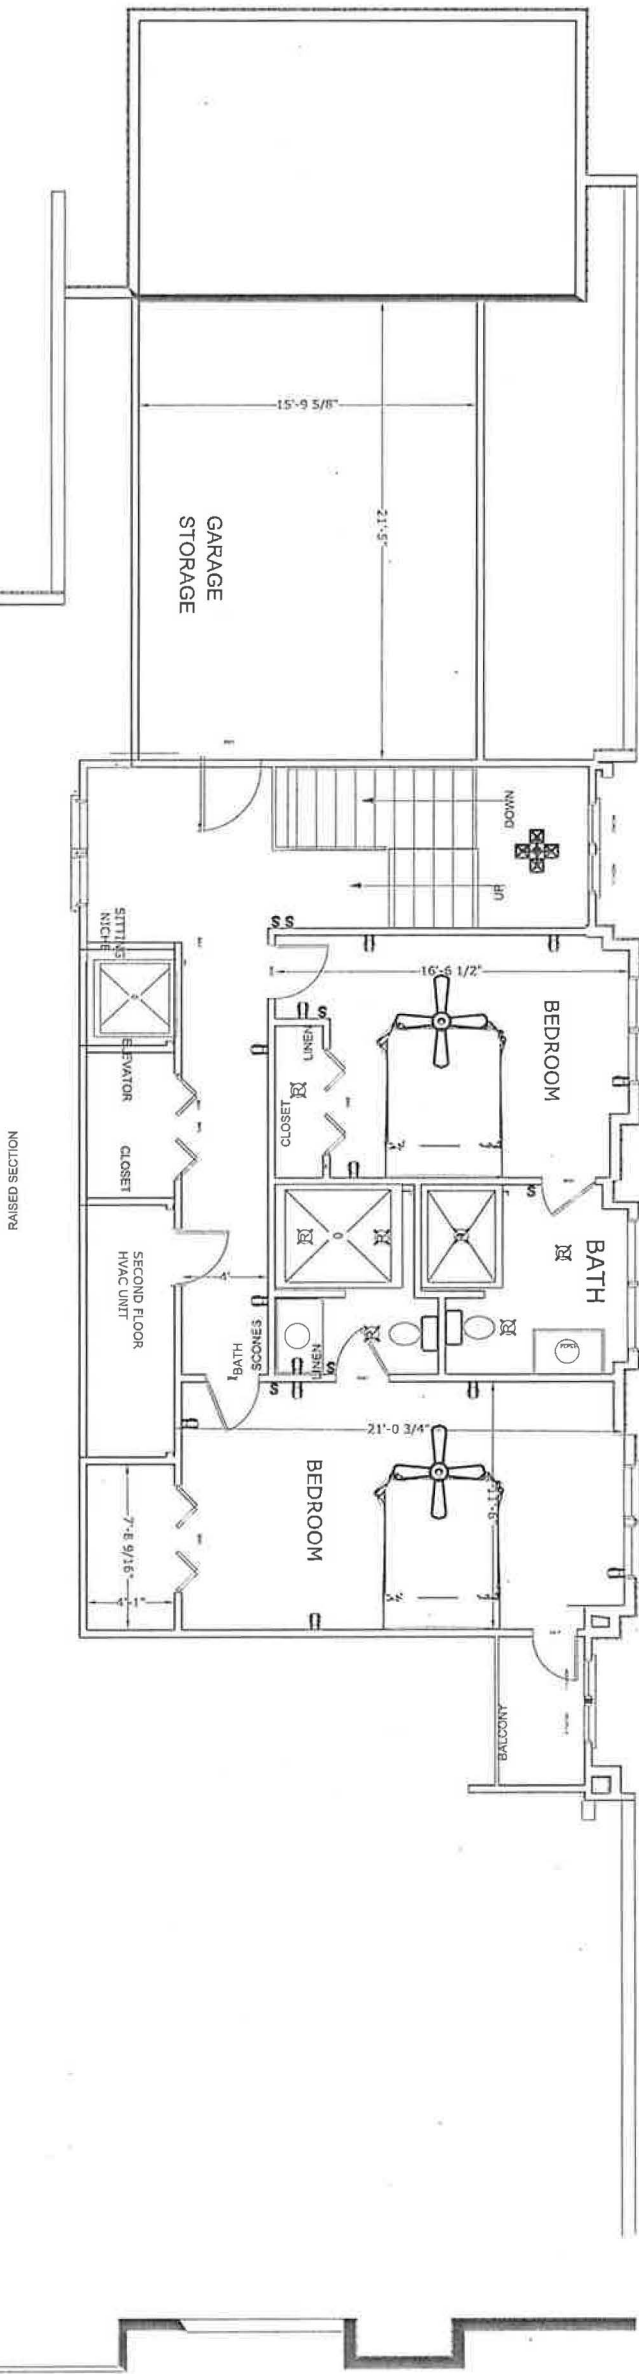 15'-9 5/8"
21'-5"
GARAGE
STORAGE
DOWN
UP
SITTING
NICHE
S S
16'-6 1/2"
BEDROOM
S
LINEN
CLOSET
ELEVATOR
CLOSET
S
BATH
SECOND FLOOR
HVAC UNIT
4'
SCONES
BATH
LINEN
S
21'-0 3/4"
BEDROOM
7'-8 9/16"
4'-1"
BALCONY
RAISED SECTION